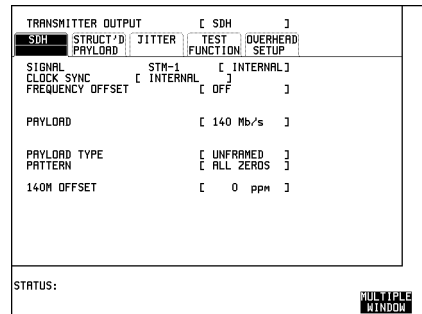 TRANSMITTER OUTPUT [ SDH ]
SDH STRUCT'D PAYLOAD JITTER TEST FUNCTION OVERHEAD SETUP
SIGNAL STM-1 [ INTERNAL]
CLOCK SYNC [ INTERNAL ]
FREQUENCY OFFSET [ OFF ]
PAYLOAD [ 140 Mb/s ]
PAYLOAD TYPE [ UNFRAMED ]
PATTERN [ ALL ZEROS ]
140M OFFSET [ 0 ppm ]
STATUS:
MULTIPLE
WINDOW